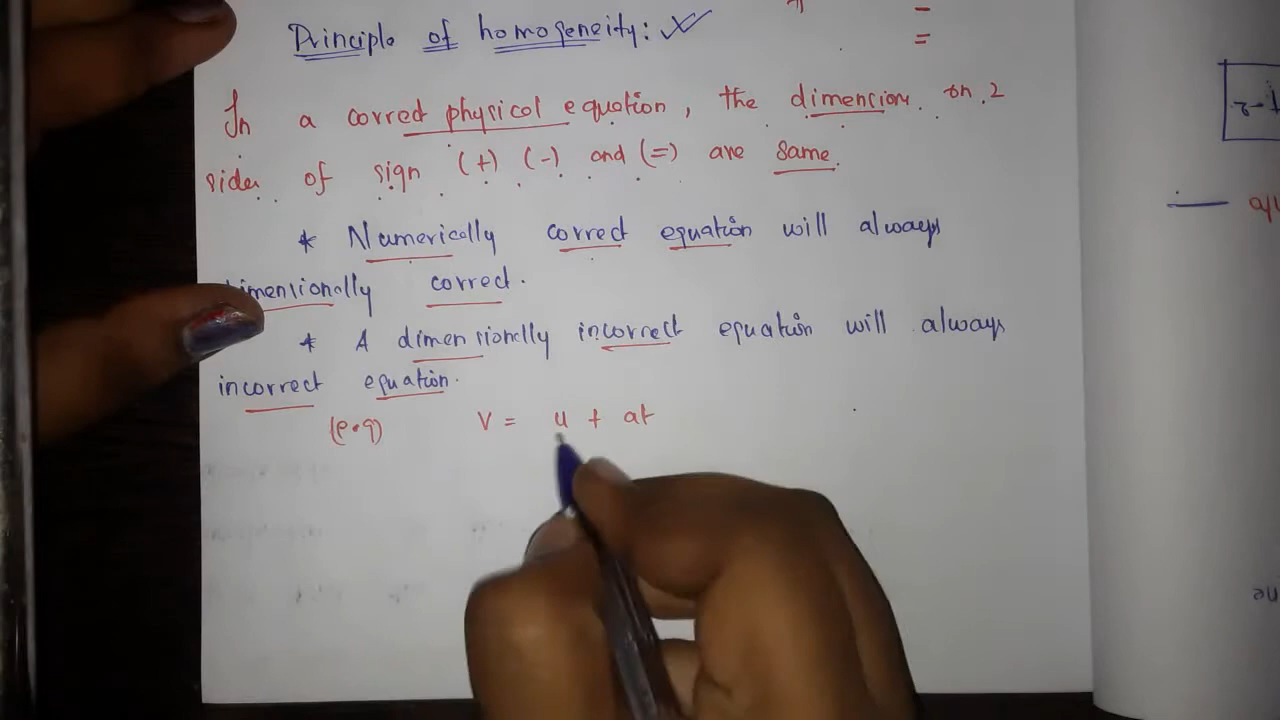 Principle of homogeneity:
In a correct physical equation, the dimension on 2
sides of sign (+) (-) and (=) are same.
* Numerically correct equation will always
dimensionally correct.
* A dimensionally incorrect equation will always
incorrect equation.
(e.g) V = u + at